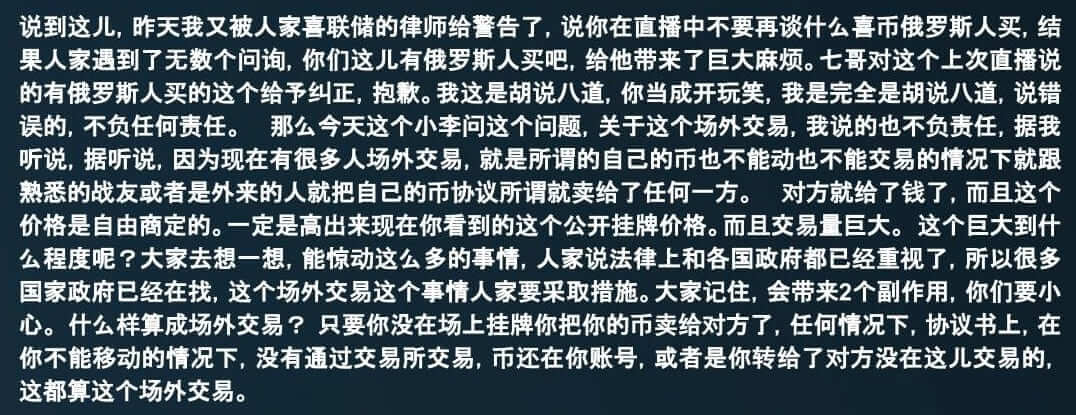 说到这儿, 昨天我又被人家喜联储的律师给警告了, 说你在直播中不要再谈什么喜币俄罗斯人买, 结
果人家遇到了无数个问询, 你们这儿有俄罗斯人买吧, 给他带来了巨大麻烦。七哥对这个上次直播说
的有俄罗斯人买的这个给予纠正, 抱歉。我这是胡说八道, 你当成开玩笑, 我是完全是胡说八道, 说错
误的, 不负任何责任。 那么今天这个小李问这个问题, 关于这个场外交易, 我说的也不负责任, 据我
听说, 据听说, 因为现在有很多人场外交易, 就是所谓的自己的币也不能动也不能交易的情况下就跟
熟悉的战友或者是外来的人就把自己的币协议所谓就卖给了任何一方。 对方就给了钱了, 而且这个
价格是自由商定的。一定是高出来现在你看到的这个公开挂牌价格。而且交易量巨大。 这个巨大到什
么程度呢？大家去想一想, 能惊动这么多的事情, 人家说法律上和各国政府都已经重视了, 所以很多
国家政府已经在找, 这个场外交易这个事情人家要采取措施。大家记住, 会带来2个副作用, 你们要小
心。什么样算成场外交易？ 只要你没在场上挂牌你把你的币卖给对方了, 任何情况下, 协议书上, 在
你不能移动的情况下, 没有通过交易所交易, 币还在你账号, 或者是你转给了对方没在这儿交易的,
这都算这个场外交易。